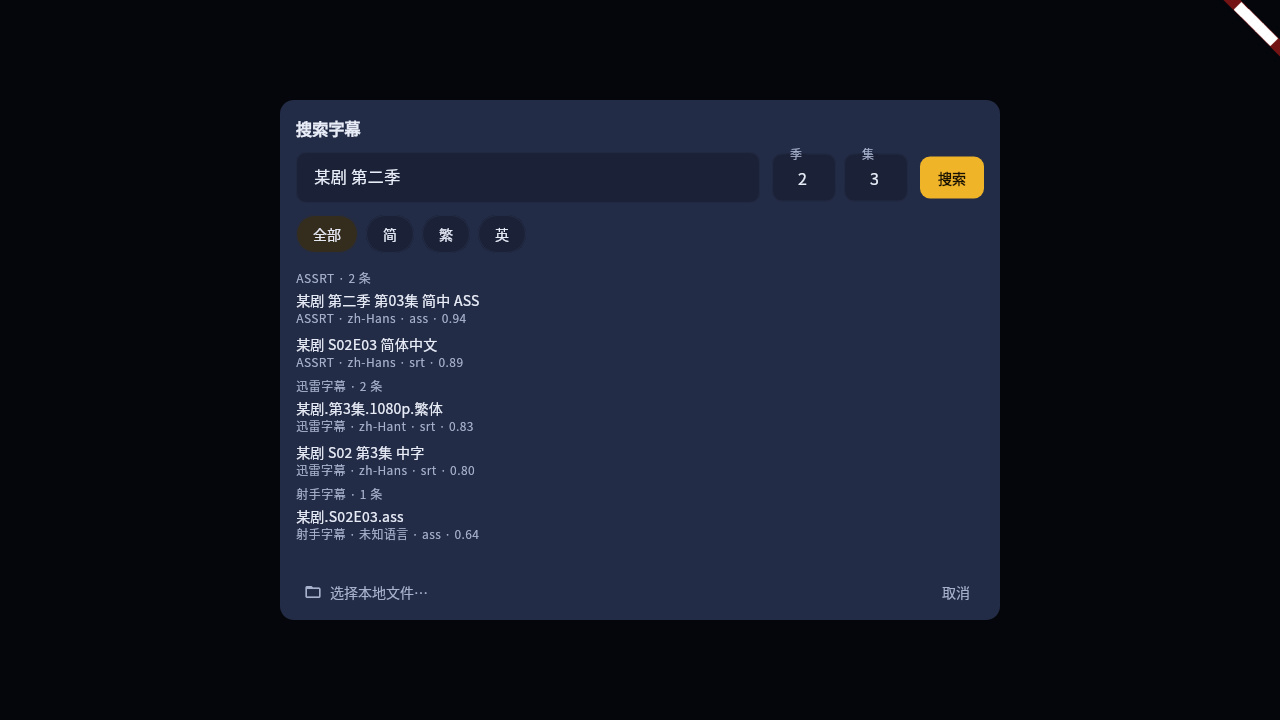 搜索字幕
某剧 第二季
季
2
集
3
搜索
全部
简
繁
英
ASSRT · 2 条
某剧 第二季 第03集 简中 ASS
ASSRT · zh-Hans · ass · 0.94
某剧 S02E03 简体中文
ASSRT · zh-Hans · srt · 0.89
迅雷字幕 · 2 条
某剧.第3集.1080p.繁体
迅雷字幕 · zh-Hant · srt · 0.83
某剧 S02 第3集 中字
迅雷字幕 · zh-Hans · srt · 0.80
射手字幕 · 1 条
某剧.S02E03.ass
射手字幕 · 未知语言 · ass · 0.64
选择本地文件…
取消